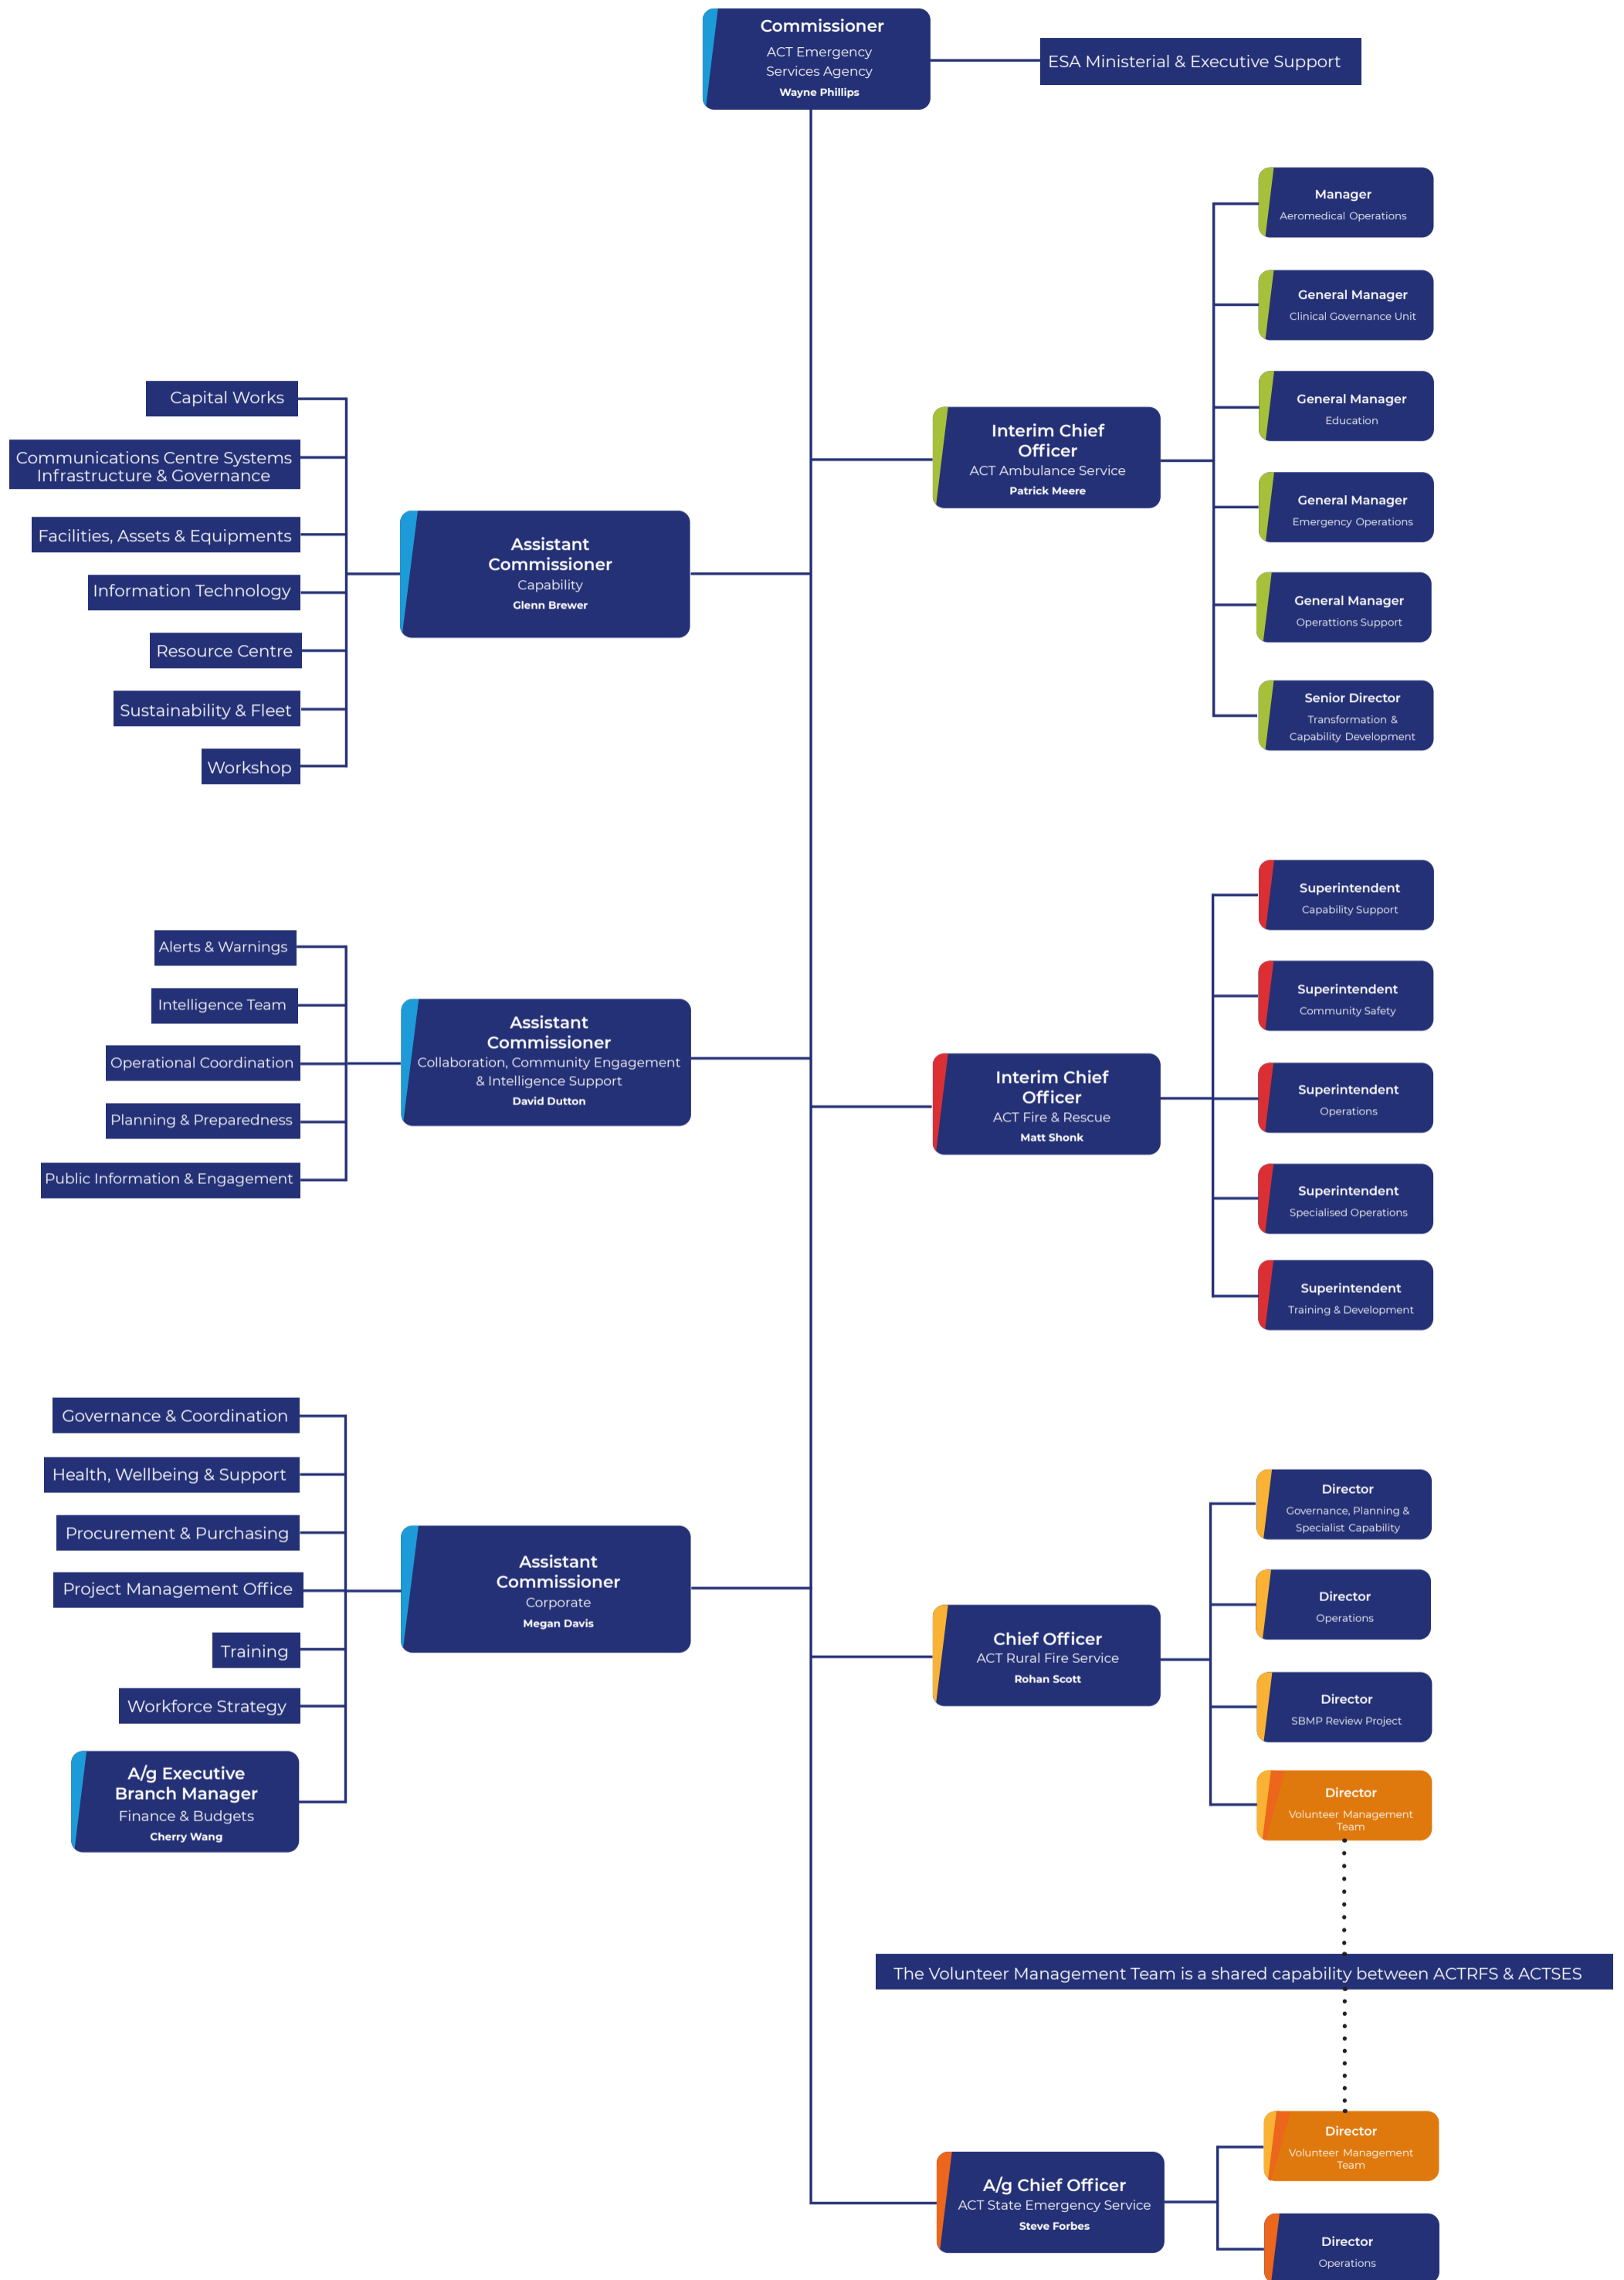 Commissioner
ACT Emergency
Services Agency
Wayne Phillips
ESA Ministerial & Executive Support
Capital Works
Communications Centre Systems
Infrastructure & Governance
Facilities, Assets & Equipments
Information Technology
Resource Centre
Sustainability & Fleet
Workshop
Assistant
Commissioner
Capability
Glenn Brewer
Interim Chief
Officer
ACT Ambulance Service
Patrick Meere
Manager
Aeromedical Operations
General Manager
Clinical Governance Unit
General Manager
Education
General Manager
Emergency Operations
General Manager
Operattions Support
Senior Director
Transformation &
Capability Development
Alerts & Warnings
Intelligence Team
Operational Coordination
Planning & Preparedness
Public Information & Engagement
Assistant
Commissioner
Collaboration, Community Engagement
& Intelligence Support
David Dutton
Interim Chief
Officer
ACT Fire & Rescue
Matt Shonk
Superintendent
Capability Support
Superintendent
Community Safety
Superintendent
Operations
Superintendent
Specialised Operations
Superintendent
Training & Development
Governance & Coordination
Health, Wellbeing & Support
Procurement & Purchasing
Project Management Office
Training
Workforce Strategy
A/g Executive
Branch Manager
Finance & Budgets
Cherry Wang
Assistant
Commissioner
Corporate
Megan Davis
Chief Officer
ACT Rural Fire Service
Rohan Scott
Director
Governance, Planning &
Specialist Capability
Director
Operations
Director
SBMP Review Project
Director
Volunteer Management
Team
The Volunteer Management Team is a shared capability between ACTRFS & ACTSES
A/g Chief Officer
ACT State Emergency Service
Steve Forbes
Director
Volunteer Management
Team
Director
Operations